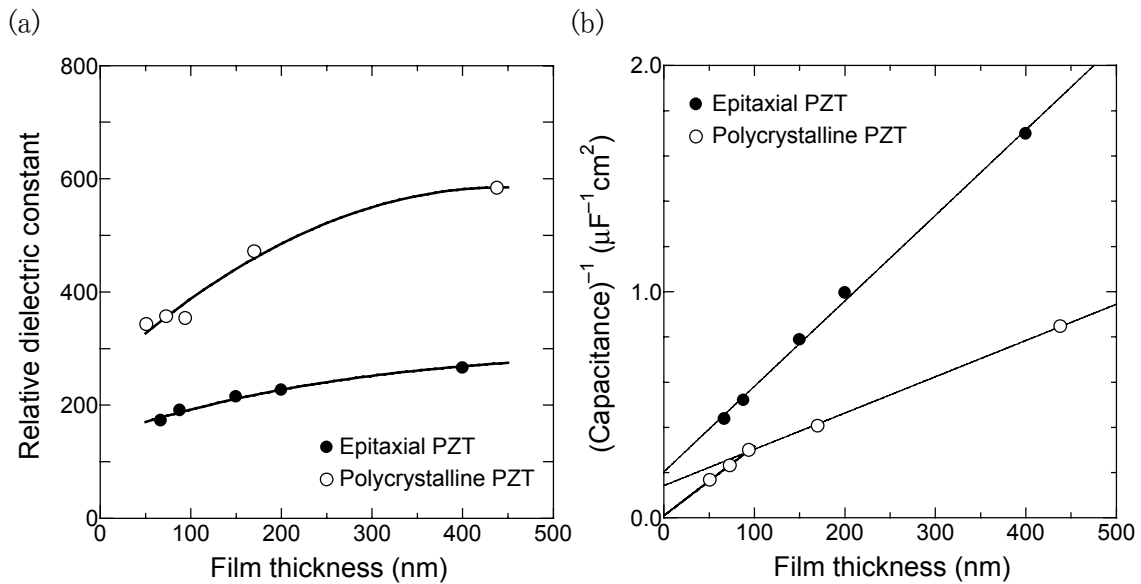 (a)
800
600
400
200
0
0
100
200
300
400
500
Relative dielectric constant
Film thickness (nm)
Epitaxial PZT
Polycrystalline PZT
(b)
2.0
1.0
0.0
0
100
200
300
400
500
(Capacitance)⁻¹ (μF⁻¹cm²)
Film thickness (nm)
Epitaxial PZT
Polycrystalline PZT